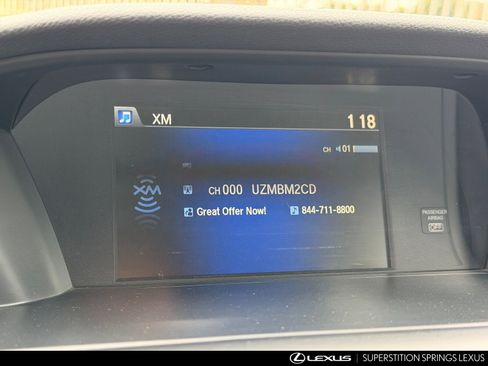 XM
1 18
CH 01
XM
CH 000 UZMBM2CD
Great Offer Now! 844-711-8800
PASSENGER
AIRBAG
OFF
LEXUS | SUPERSTITION SPRINGS LEXUS